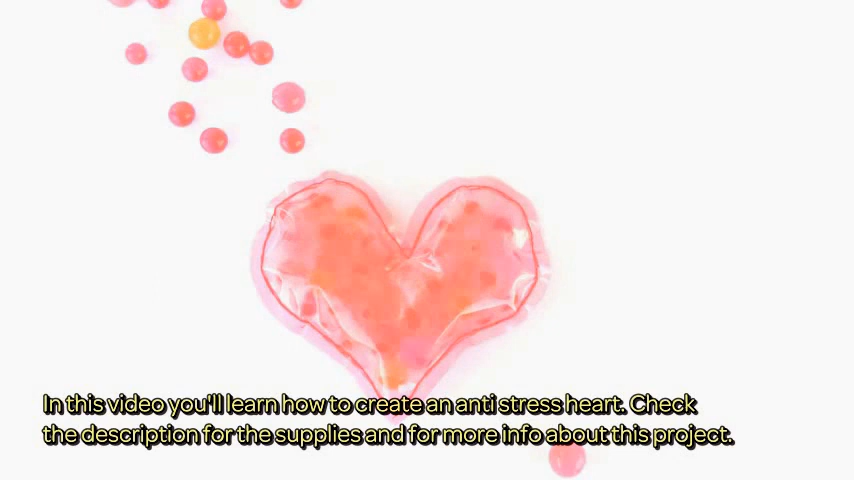 In this video you'll learn how to create an anti stress heart. Check
the description for the supplies and for more info about this project.